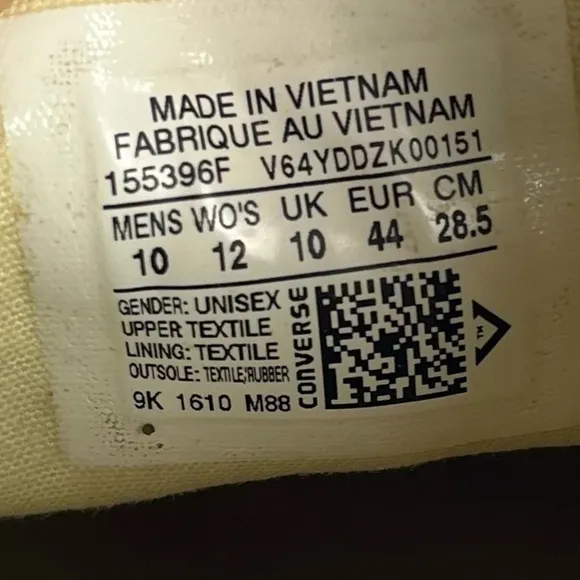 MADE IN VIETNAM
FABRIQUE AU VIETNAM
155396F V64YDDZK00151
MENS WO'S UK EUR CM
10 12 10 44 28.5
GENDER: UNISEX
UPPER TEXTILE
LINING: TEXTILE
OUTSOLE: TEXTILE/RUBBER
9K 1610 M88
CONVERSE
TM